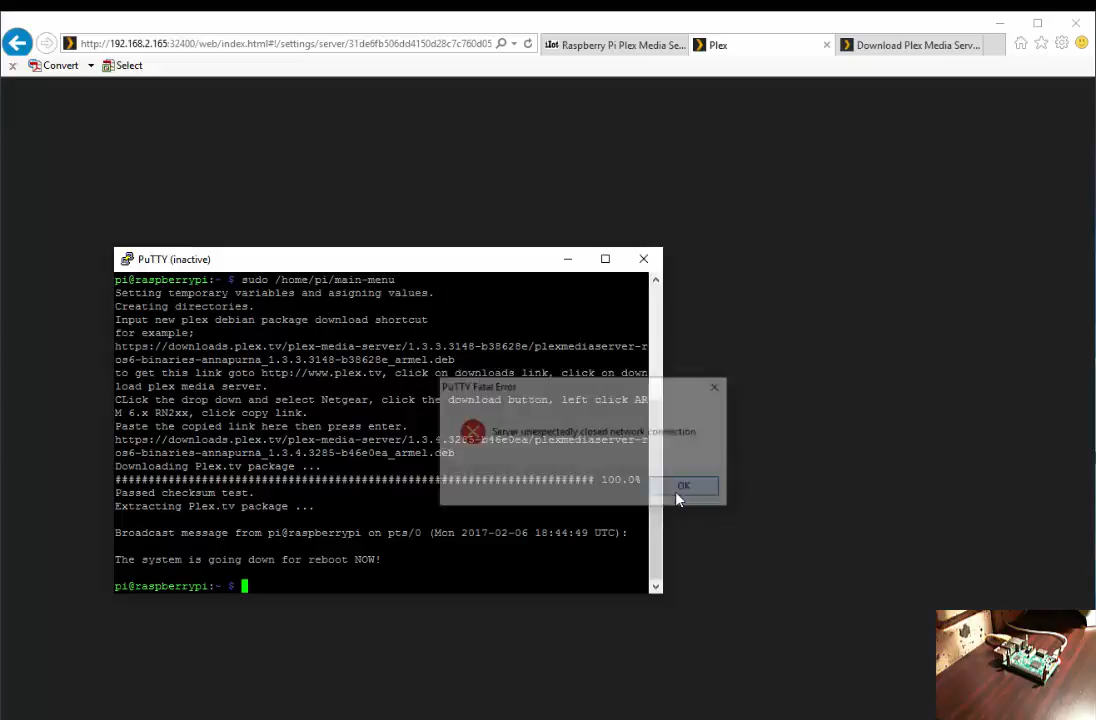 http://192.168.2.165:32400/web/index.html#!/settings/server/31de6fb506dd4150d28c7c760d05
Raspberry Pi Plex Media Se...
Plex
Download Plex Media Serv...
x Convert Select
PuTTY (inactive)
pi@raspberrypi:~ $ sudo /home/pi/main-menu
Setting temporary variables and asigning values.
Creating directories.
Input new plex debian package download shortcut
for example;
https://downloads.plex.tv/plex-media-server/1.3.3.3148-b38628e/plexmediaserver-r
os6-binaries-annapurna_1.3.3.3148-b38628e_armel.deb
to get this link goto http://www.plex.tv, click on downloads link, click on down
load plex media server.
CLick the drop down and select Netgear, click the download button, left click AR
M 6.x RN2xx, click copy link.
Paste the copied link here then press enter.
https://downloads.plex.tv/plex-media-server/1.3.4.3285-b46e0ea/plexmediaserver-r
os6-binaries-annapurna_1.3.4.3285-b46e0ea_armel.deb
Downloading Plex.tv package ...
######################################################################## 100.0%
Passed checksum test.
Extracting Plex.tv package ...
Broadcast message from pi@raspberrypi on pts/0 (Mon 2017-02-06 18:44:49 UTC):
The system is going down for reboot NOW!
pi@raspberrypi:~ $
PuTTY Fatal Error
Server unexpectedly closed network connection
OK